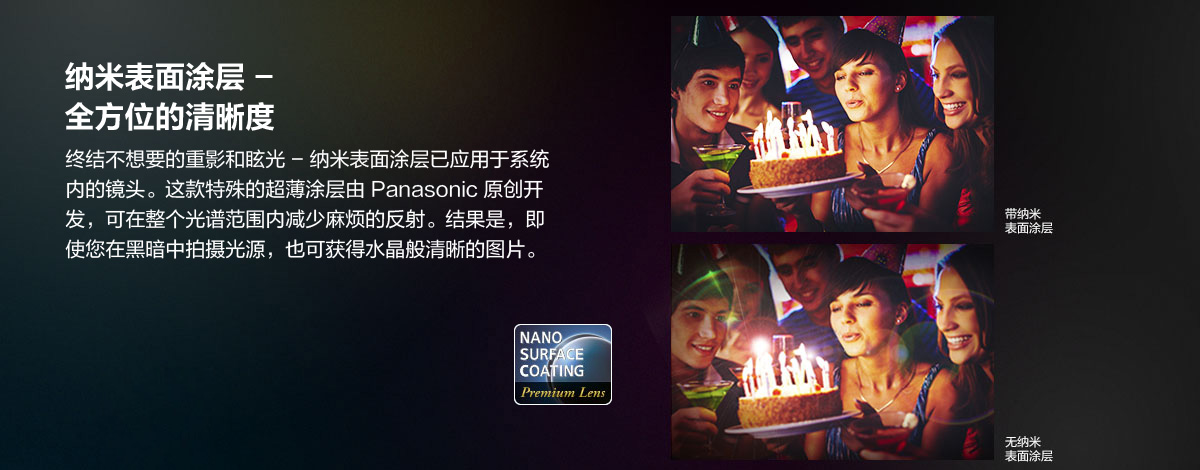 纳米表面涂层 –
全方位的清晰度
终结不想要的重影和眩光 – 纳米表面涂层已应用于系统
内的镜头。这款特殊的超薄涂层由 Panasonic 原创开
发，可在整个光谱范围内减少麻烦的反射。结果是，即
使您在黑暗中拍摄光源，也可获得水晶般清晰的图片。
NANO
SURFACE
COATING
Premium Lens
带纳米
表面涂层
无纳米
表面涂层